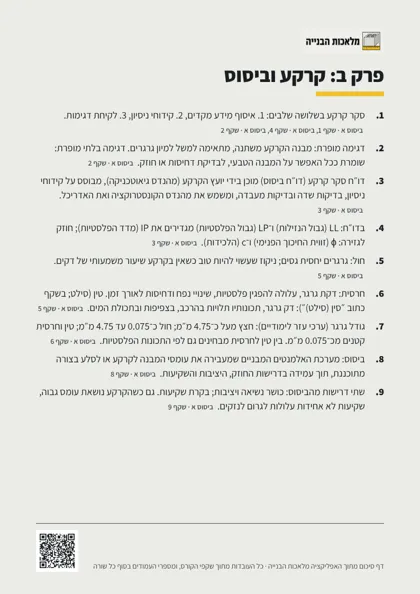 מלאכות הבנייה
פרק ב: קרקע וביסוס
1. סקר קרקע בשלושה שלבים: 1. איסוף מידע מקדים, 2. קידוחי ניסיון, 3. לקיחת דגימות.
ביסוס א · שקף 1, ביסוס א · שקף 4, ביסוס א · שקף 2
2. דגימה מופרת: מבנה הקרקע משתנה, מתאימה למשל למיון גרגרים. דגימה בלתי מופרת:
שומרת ככל האפשר על המבנה הטבעי, לבדיקת דחיסות או חוזק. ביסוס א · שקף 2
3. דו״ח סקר קרקע (דו״ח ביסוס) מוכן בידי יועץ הקרקע (מהנדס גיאוטכניקה), מבוסס על קידוחי
ניסיון, בדיקות שדה ובדיקות מעבדה, ומשמש את מהנדס הקונסטרוקציה ואת האדריכל.
ביסוס א · שקף 3
4. בדו״ח: LL (גבול הנזילות) ו־LP (גבול הפלסטיות) מגדירים את IP (מדד הפלסטיות); חוזק
לגזירה: ϕ (זווית החיכוך הפנימי) ו־c (הלכידות). ביסוס א · שקף 3
5. חול: גרגרים יחסית גסים; ניקוז שעשוי להיות טוב כשאין בקרקע שיעור משמעותי של דקים.
ביסוס א · שקף 5
6. חרסית: דקת גרגר, עלולה להפגין פלסטיות, שינויי נפח ודחיסות לאורך זמן. טין (סילט; בשקף
כתוב ״סין (סילט)״): דק גרגר, תכונותיו תלויות בהרכב, בצפיפות ובתכולת המים. ביסוס א · שקף 5
7. גודל גרגר (ערכי עזר לימודיים): חצץ מעל כ־4.75 מ״מ; חול כ־0.075 עד 4.75 מ״מ; טין וחרסית
קטנים מכ־0.075 מ״מ. בין טין לחרסית מבחינים גם לפי התכונות הפלסטיות. ביסוס א · שקף 6
8. ביסוס: מערכת האלמנטים המבניים שמעבירה את עומסי המבנה לקרקע או לסלע בצורה
מתוכננת, תוך עמידה בדרישות החוזק, היציבות והשקיעות. ביסוס א · שקף 8
9. שתי דרישות מהביסוס: כושר נשיאה ויציבות; בקרת שקיעות. גם כשהקרקע נושאת עומס גבוה,
שקיעות לא אחידות עלולות לגרום לנזקים. ביסוס א · שקף 9
דף סיכום מתוך האפליקציה מלאכות הבנייה · כל העובדות מתוך שקפי הקורס, ומספרי העמודים בסוף כל שורה